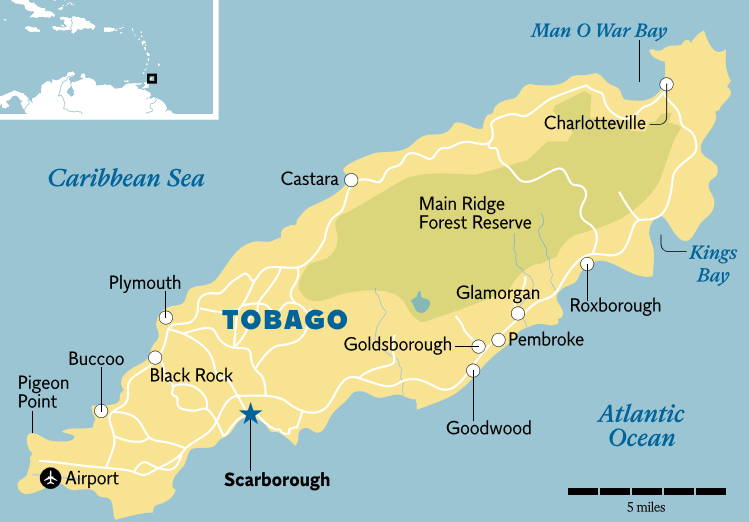 Man O War Bay
Charlotteville
Caribbean Sea
Castara
Main Ridge
Forest Reserve
Kings
Bay
Plymouth
Glamorgan
Roxborough
TOBAGO
Goldsborough
Pembroke
Buccoo
Black Rock
Pigeon
Point
Goodwood
Atlantic
Ocean
Scarborough
Airport
5 miles